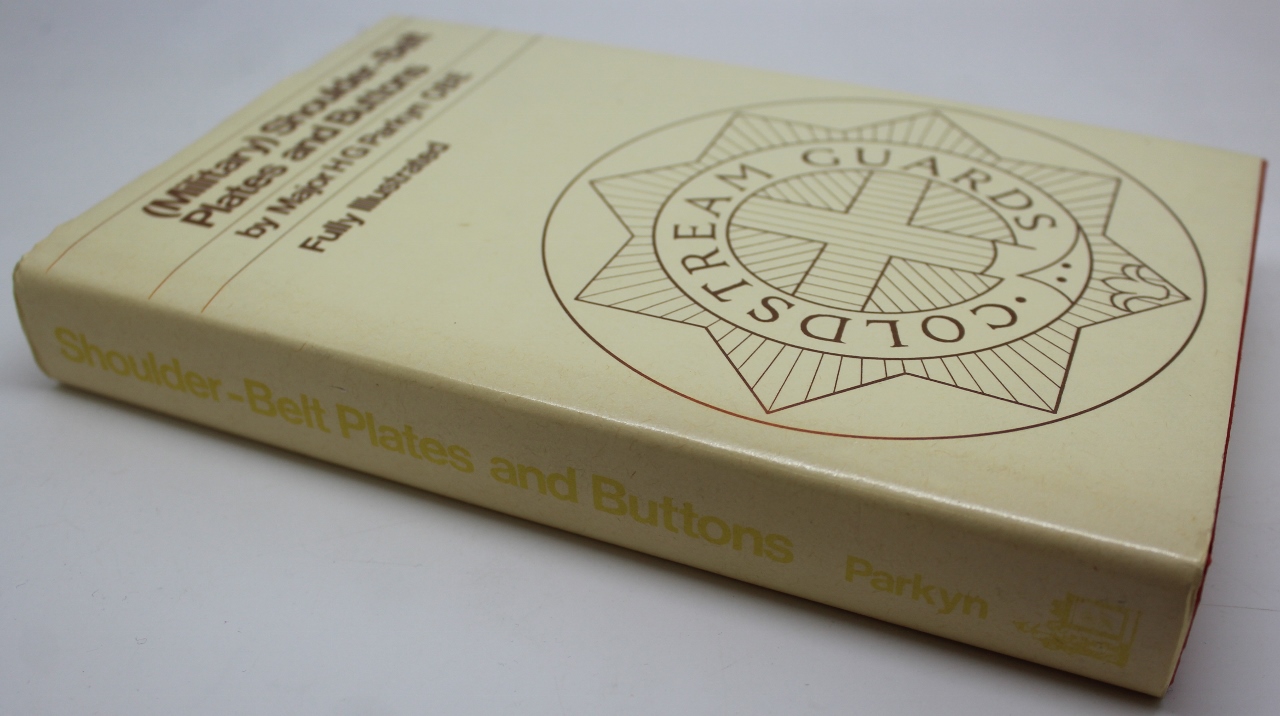 (Military) Shoulder-Belt
Plates and Buttons
by Major H G Parkyn OBE
Fully Illustrated
COLDSTREAM GUARDS
Shoulder-Belt Plates and Buttons Parkyn